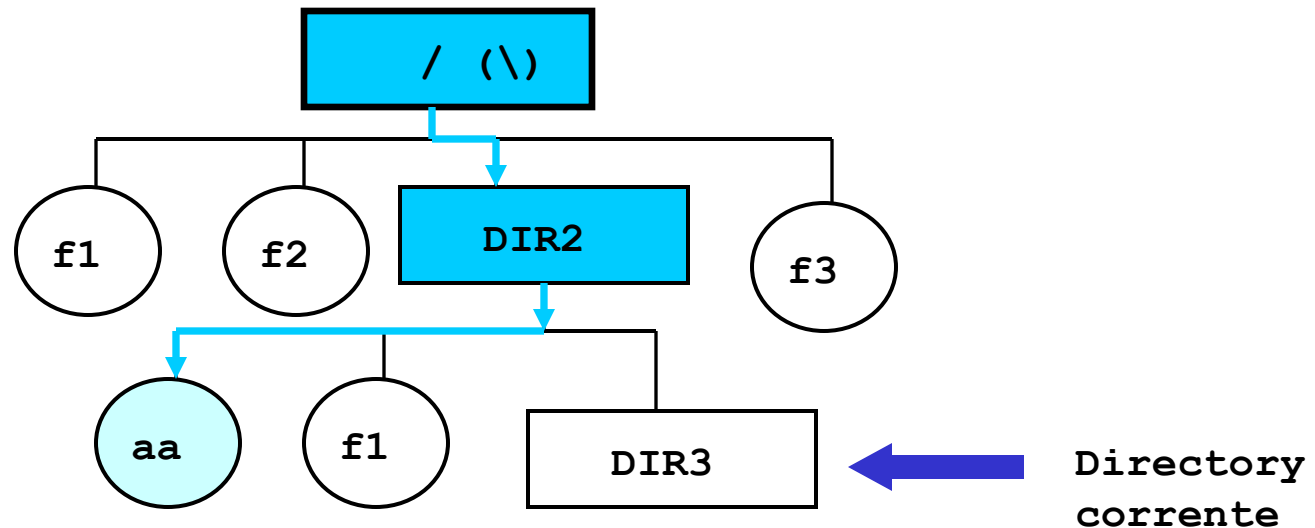 / (\)
f1
f2
DIR2
f3
aa
f1
DIR3
Directory
corrente